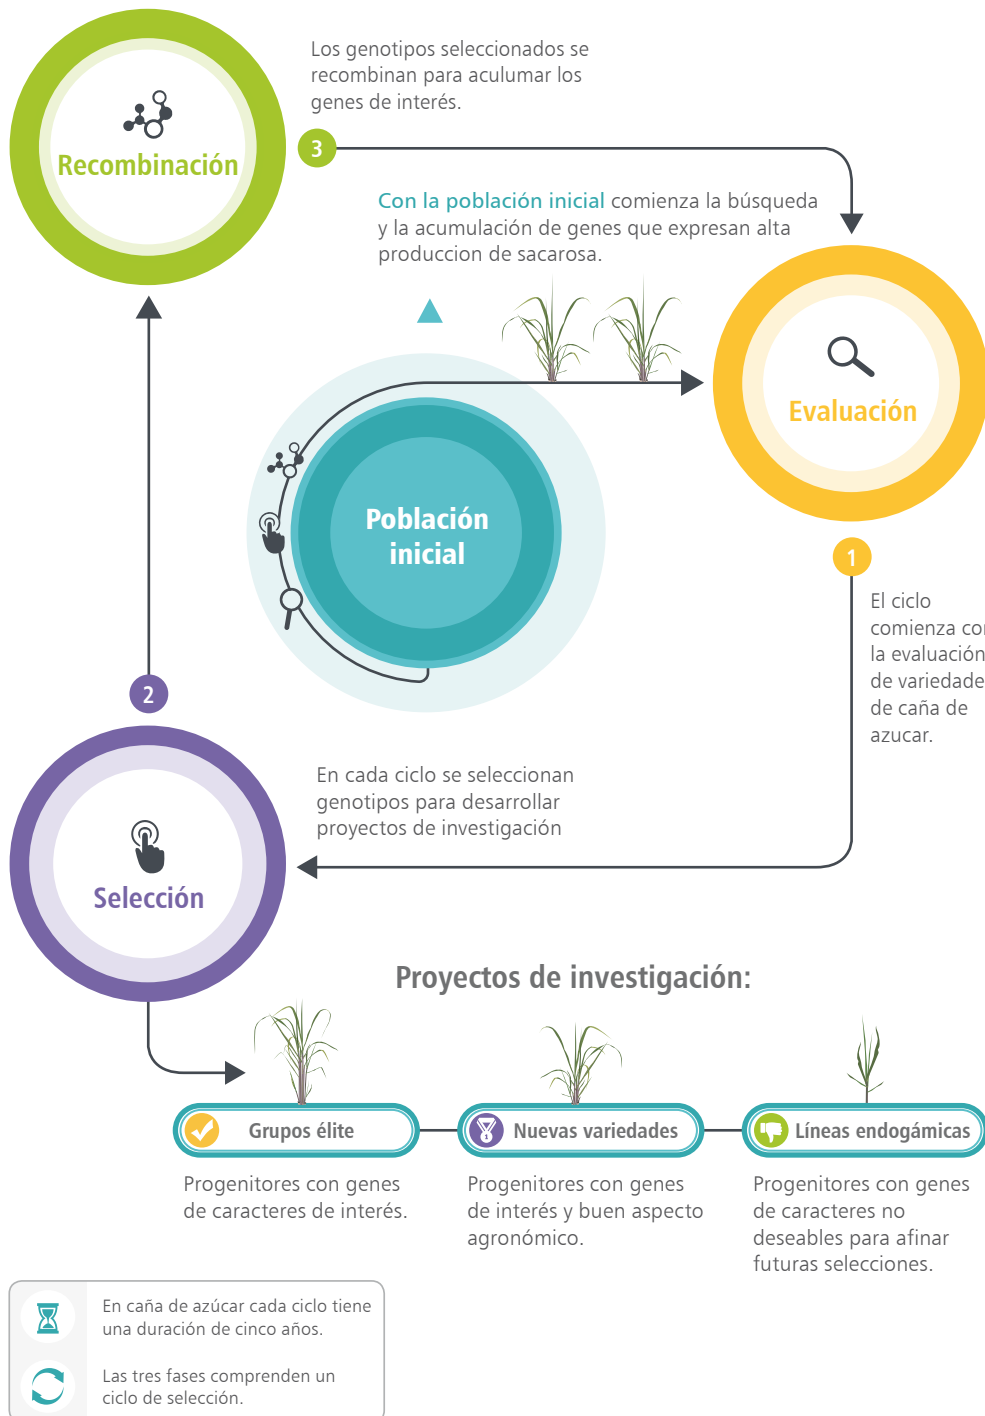 Los genotipos seleccionados se
recombinan para aculumar los
genes de interés.
Recombinación
3
Con la población inicial comienza la búsqueda
y la acumulación de genes que expresan alta
produccion de sacarosa.
Evaluación
Población
inicial
1
El ciclo
comienza con
la evaluación
de variedade
de caña de
azucar.
2
En cada ciclo se seleccionan
genotipos para desarrollar
proyectos de investigación
Selección
Proyectos de investigación:
Grupos élite
Progenitores con genes
de caracteres de interés.
1
Nuevas variedades
Progenitores con genes
de interés y buen aspecto
agronómico.
Líneas endogámicas
Progenitores con genes
de caracteres no
deseables para afinar
futuras selecciones.
En caña de azúcar cada ciclo tiene
una duración de cinco años.
Las tres fases comprenden un
ciclo de selección.